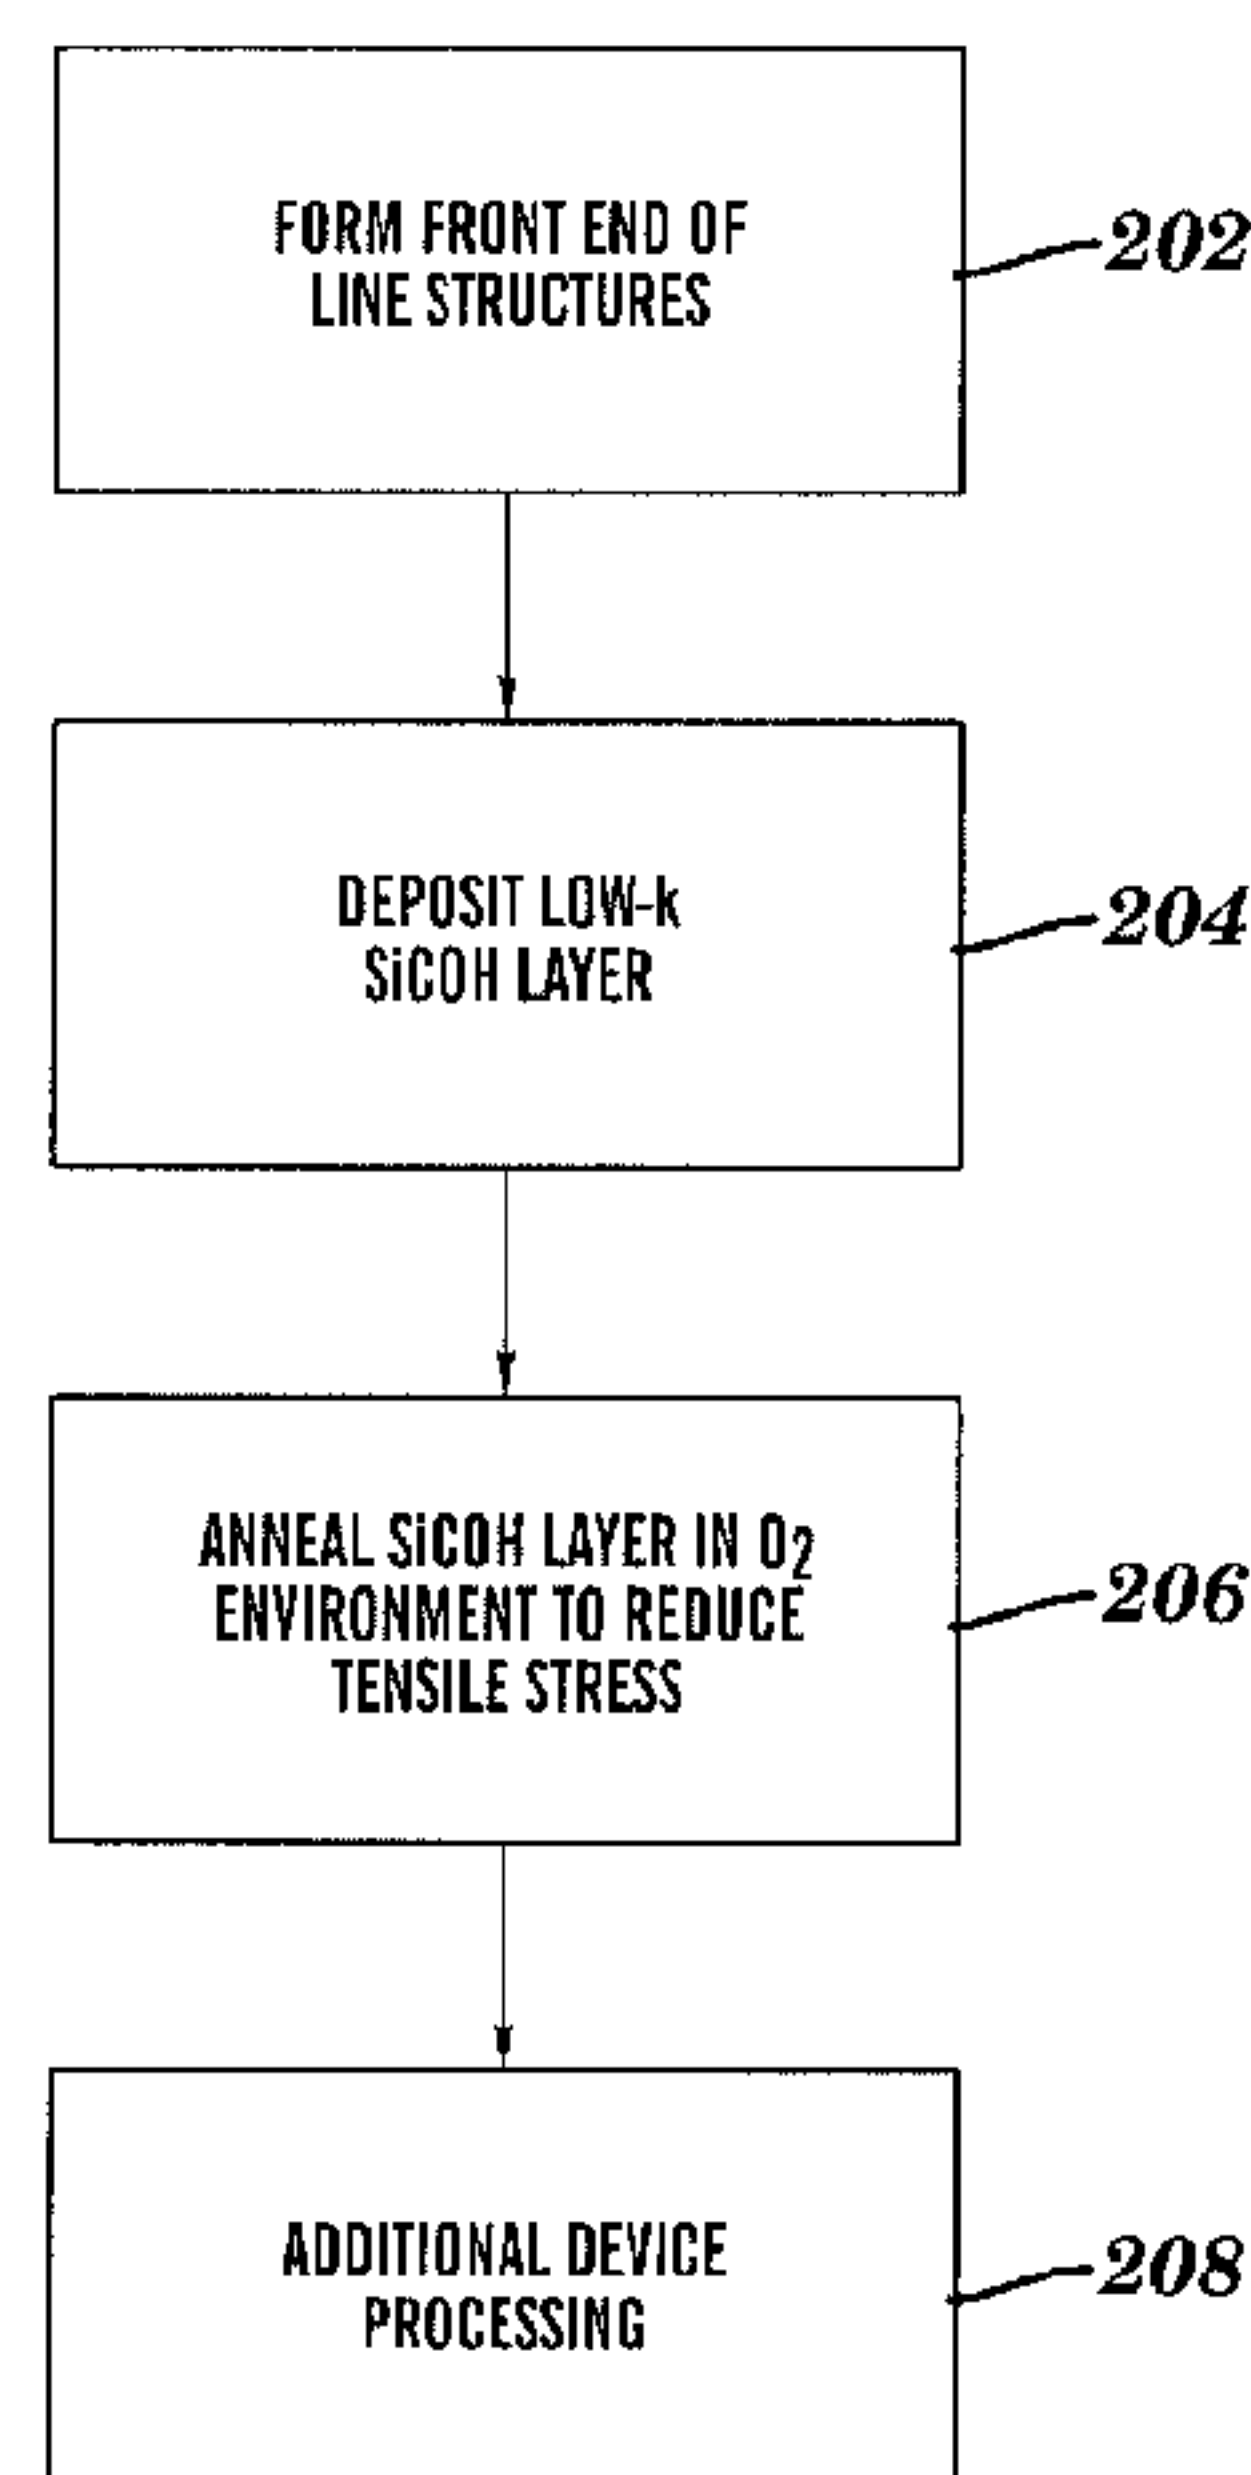 FORM FRONT END OF
LINE STRUCTURES
202
DEPOSIT LOW-k
SiCOH LAYER
204
ANNEAL SiCOH LAYER IN O2
ENVIRONMENT TO REDUCE
TENSILE STRESS
206
ADDITIONAL DEVICE
PROCESSING
208